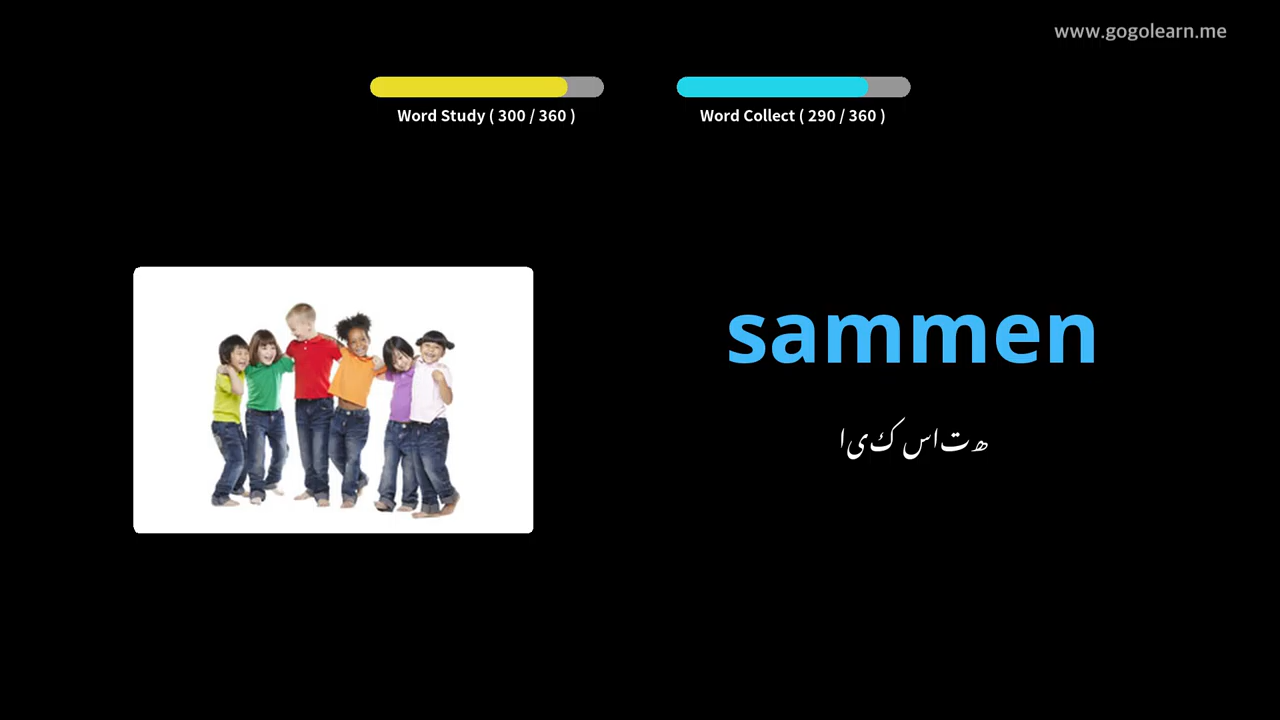 www.gogolearn.me
Word Study ( 300 / 360 )
Word Collect ( 290 / 360 )
sammen
ایک ساتھ